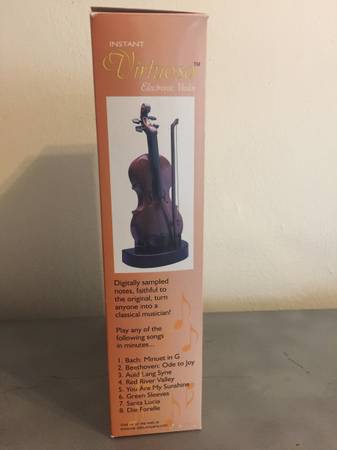 INSTANT
Virtuoso™
Electronic Violin
Digitally sampled
notes, faithful to
the original, turn
anyone into a
classical musician!
Play any of the
following songs
in minutes...
1. Bach: Minuet in G
2. Beethoven: Ode to Joy
3. Auld Lang Syne
4. Red River Valley
5. You Are My Sunshine
6. Green Sleeves
7. Santa Lucia
8. Die Forelle